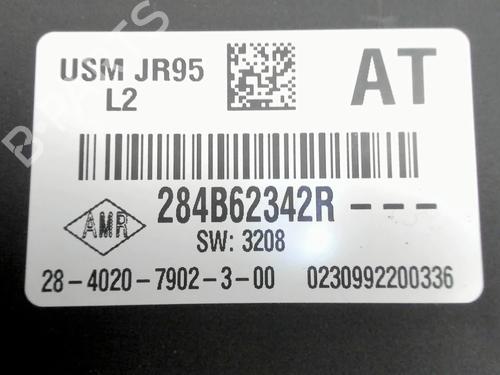 USM JR95
L2
AT
284B62342R---
AMR
SW: 3208
28-4020-7902-3-00
0230992200336